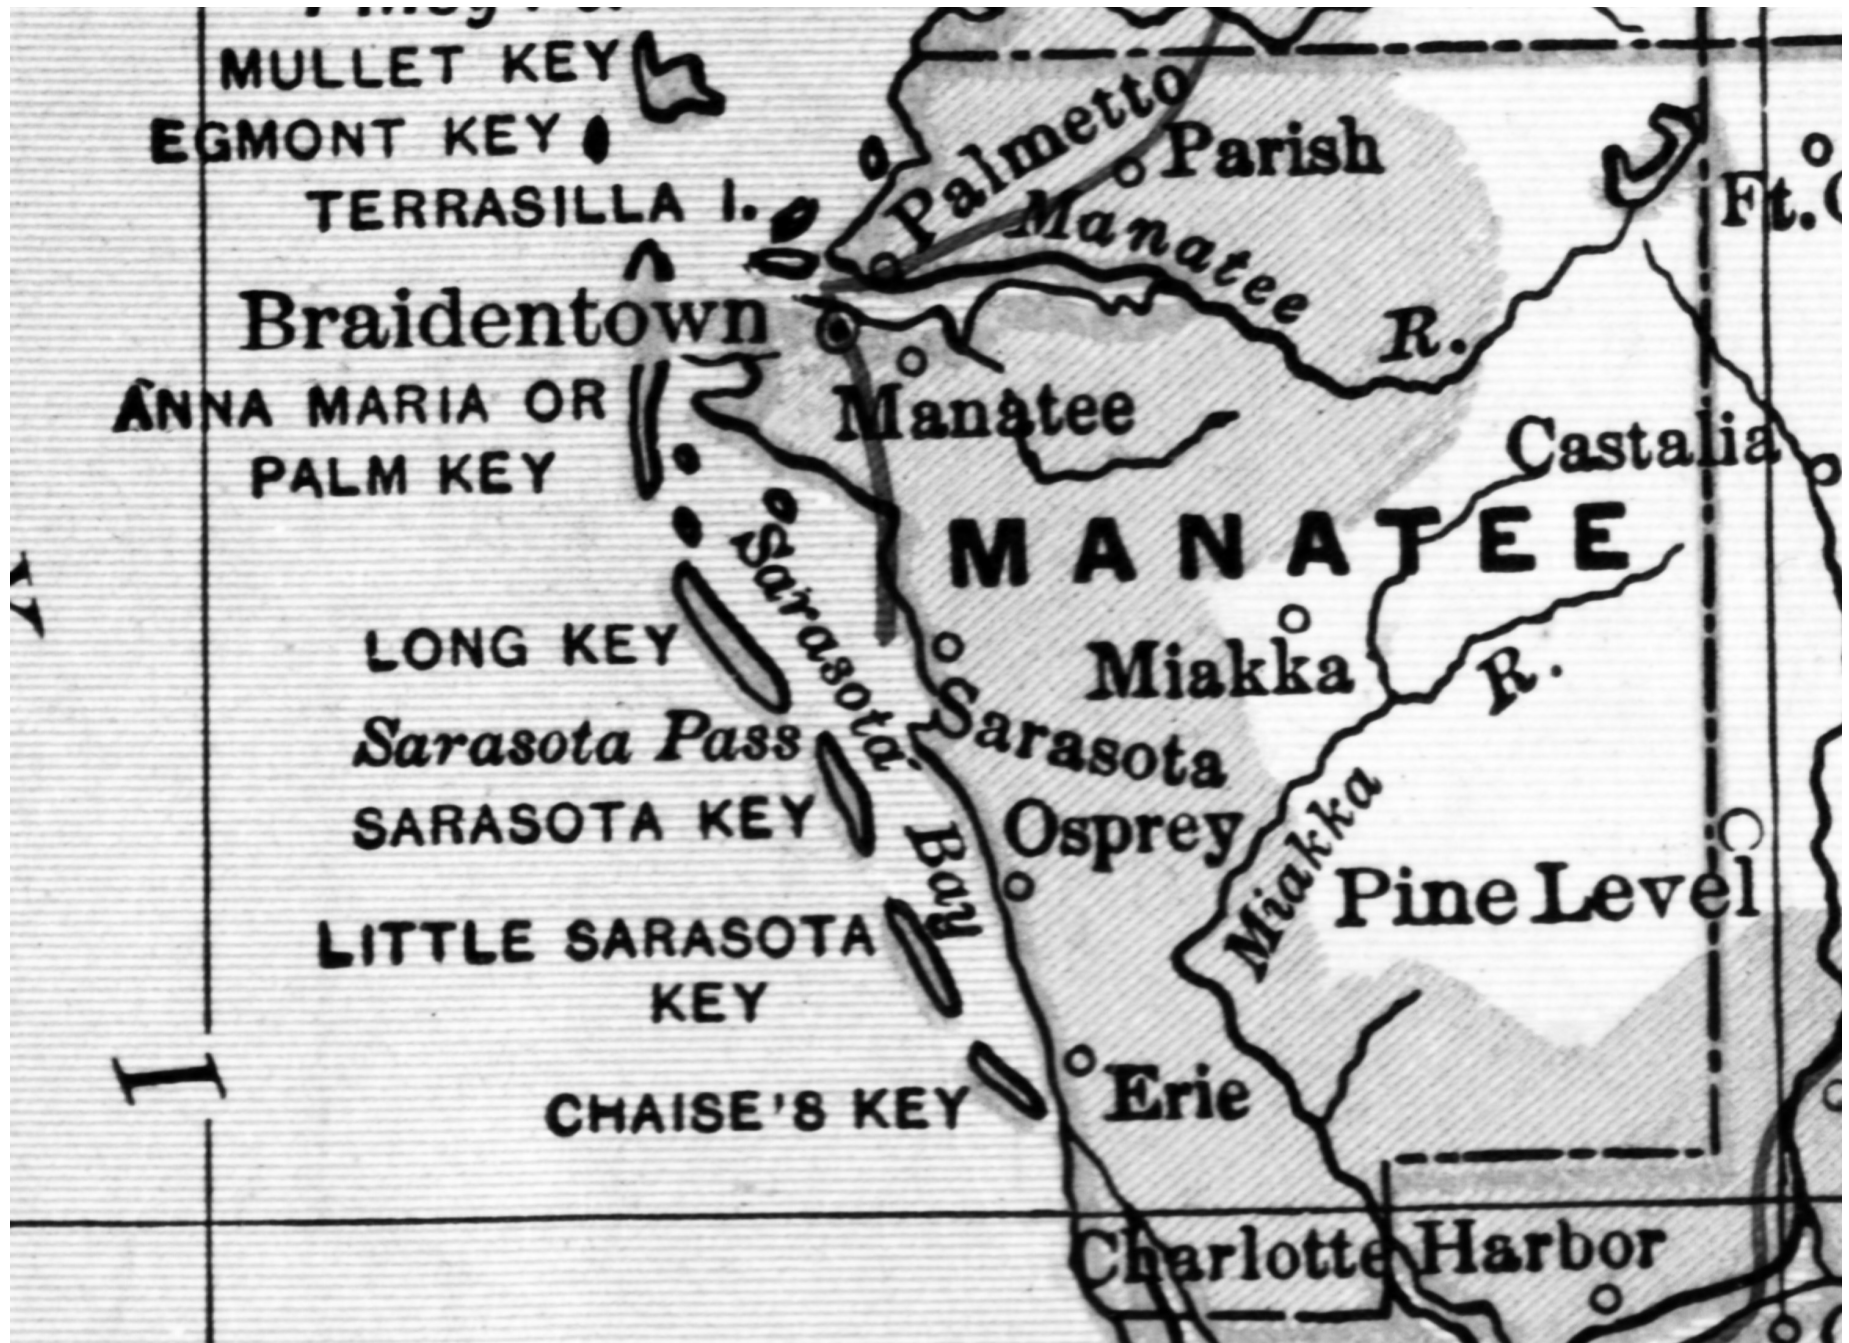 MULLET KEY
EGMONT KEY
TERRASILLA I.
Palmetto
Parish
Manatee R.
Ft.
Braidentown
ANNA MARIA OR
PALM KEY
Manatee
Castalia
MANATEE
Sarasota Bay
LONG KEY
Miakka
Sarasota Pass
Sarasota
SARASOTA KEY
Osprey
Miakka R.
Pine Level
LITTLE SARASOTA
KEY
CHAISE'S KEY
Erie
I
Charlotte Harbor